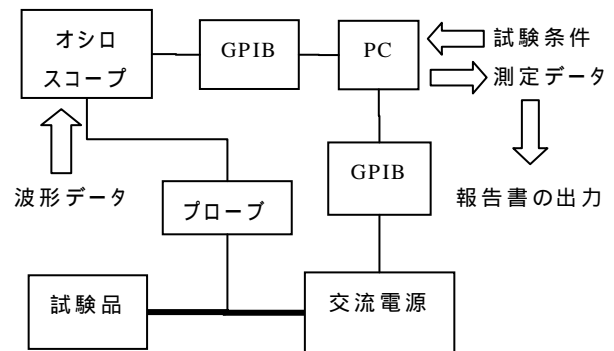 オシロ
スコープ
GPIB
PC
試験条件
測定データ
波形データ
プローブ
GPIB
報告書の出力
試験品
交流電源